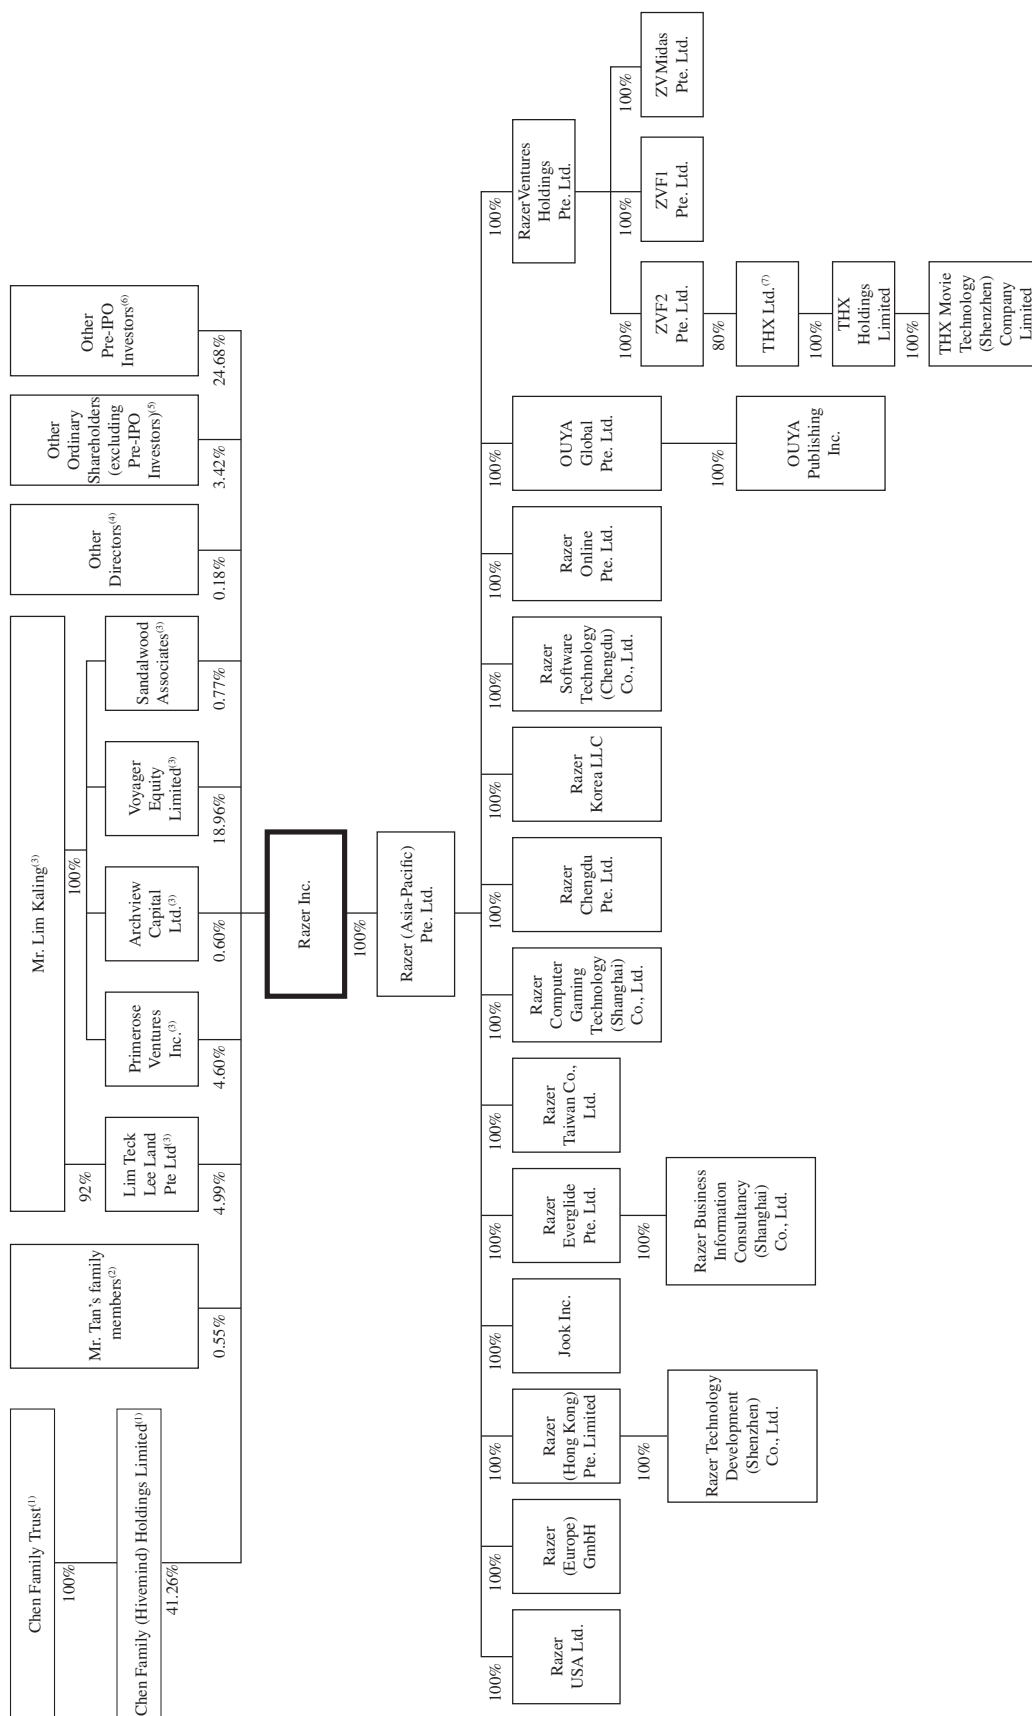 Chen Family Trust(1)
100%
Chen Family (Hivemind) Holdings Limited(1)
41.26%
Mr. Tan's family
members(2)
0.55%
Mr. Lim Kaling(3)
92%
100%
Lim Teck
Lee Land
Pte Ltd(3)
4.99%
Primerose
Ventures
Inc.(3)
4.60%
Archview
Capital
Ltd.(3)
0.60%
Voyager
Equity
Limited(3)
18.96%
Sandalwood
Associates(3)
0.77%
Other
Directors(4)
0.18%
Other
Ordinary
Shareholders
(excluding
Pre-IPO
Investors)(5)
3.42%
Other
Pre-IPO
Investors(6)
24.68%
Razer Inc.
100%
Razer (Asia-Pacific)
Pte. Ltd.
100%
Razer
USA Ltd.
100%
Razer
(Europe)
GmbH
100%
Razer
(Hong Kong)
Pte. Limited
100%
Razer Technology
Development
(Shenzhen)
Co., Ltd.
100%
Jook Inc.
100%
Razer
Everglide
Pte. Ltd.
100%
Razer Business
Information
Consultancy
(Shanghai)
Co., Ltd.
100%
Razer
Taiwan Co.,
Ltd.
100%
Razer
Computer
Gaming
Technology
(Shanghai)
Co., Ltd.
100%
Razer
Chengdu
Pte. Ltd.
100%
Razer
Korea LLC
100%
Razer
Software
Technology
(Chengdu)
Co., Ltd.
100%
Razer
Online
Pte. Ltd.
100%
OUYA
Global
Pte. Ltd.
100%
OUYA
Publishing
Inc.
100%
RazerVentures
Holdings
Pte. Ltd.
100%
ZVF2
Pte. Ltd.
80%
THX Ltd.(7)
100%
THX
Holdings
Limited
100%
THX Movie
Technology
(Shenzhen)
Company
Limited
100%
ZVF1
Pte. Ltd.
100%
ZVMidas
Pte. Ltd.